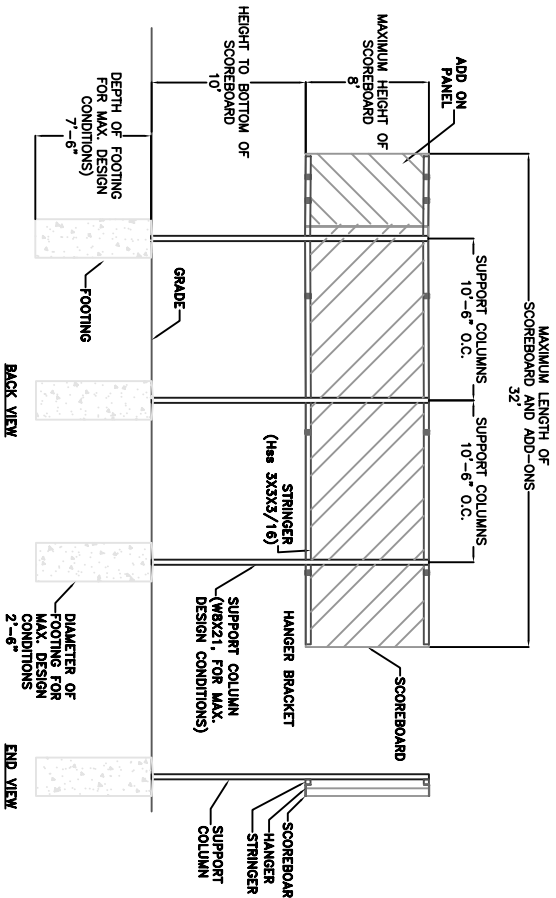 MAXIMUM LENGTH OF
SCOREBOARD AND ADD-ONS
32'
SUPPORT COLUMNS
10'-6" O.C.
SUPPORT COLUMNS
10'-6" O.C.
ADD ON
PANEL
MAXIMUM HEIGHT OF
SCOREBOARD
8'
HEIGHT TO BOTTOM OF
SCOREBOARD
10'
DEPTH OF FOOTING
FOR MAX. DESIGN
CONDITIONS)
7'-6"
SCOREBOARD
STRINGER
(Hss 3X3X3/16)
HANGER BRACKET
SUPPORT COLUMN
(W8X21, FOR MAX.
DESIGN CONDITIONS)
GRADE
FOOTING
DIAMETER OF
FOOTING FOR
MAX. DESIGN
CONDITIONS
2'-6"
BACK VIEW
SCOREBOAR
HANGER
STRINGER
SUPPORT
COLUMN
END VIEW